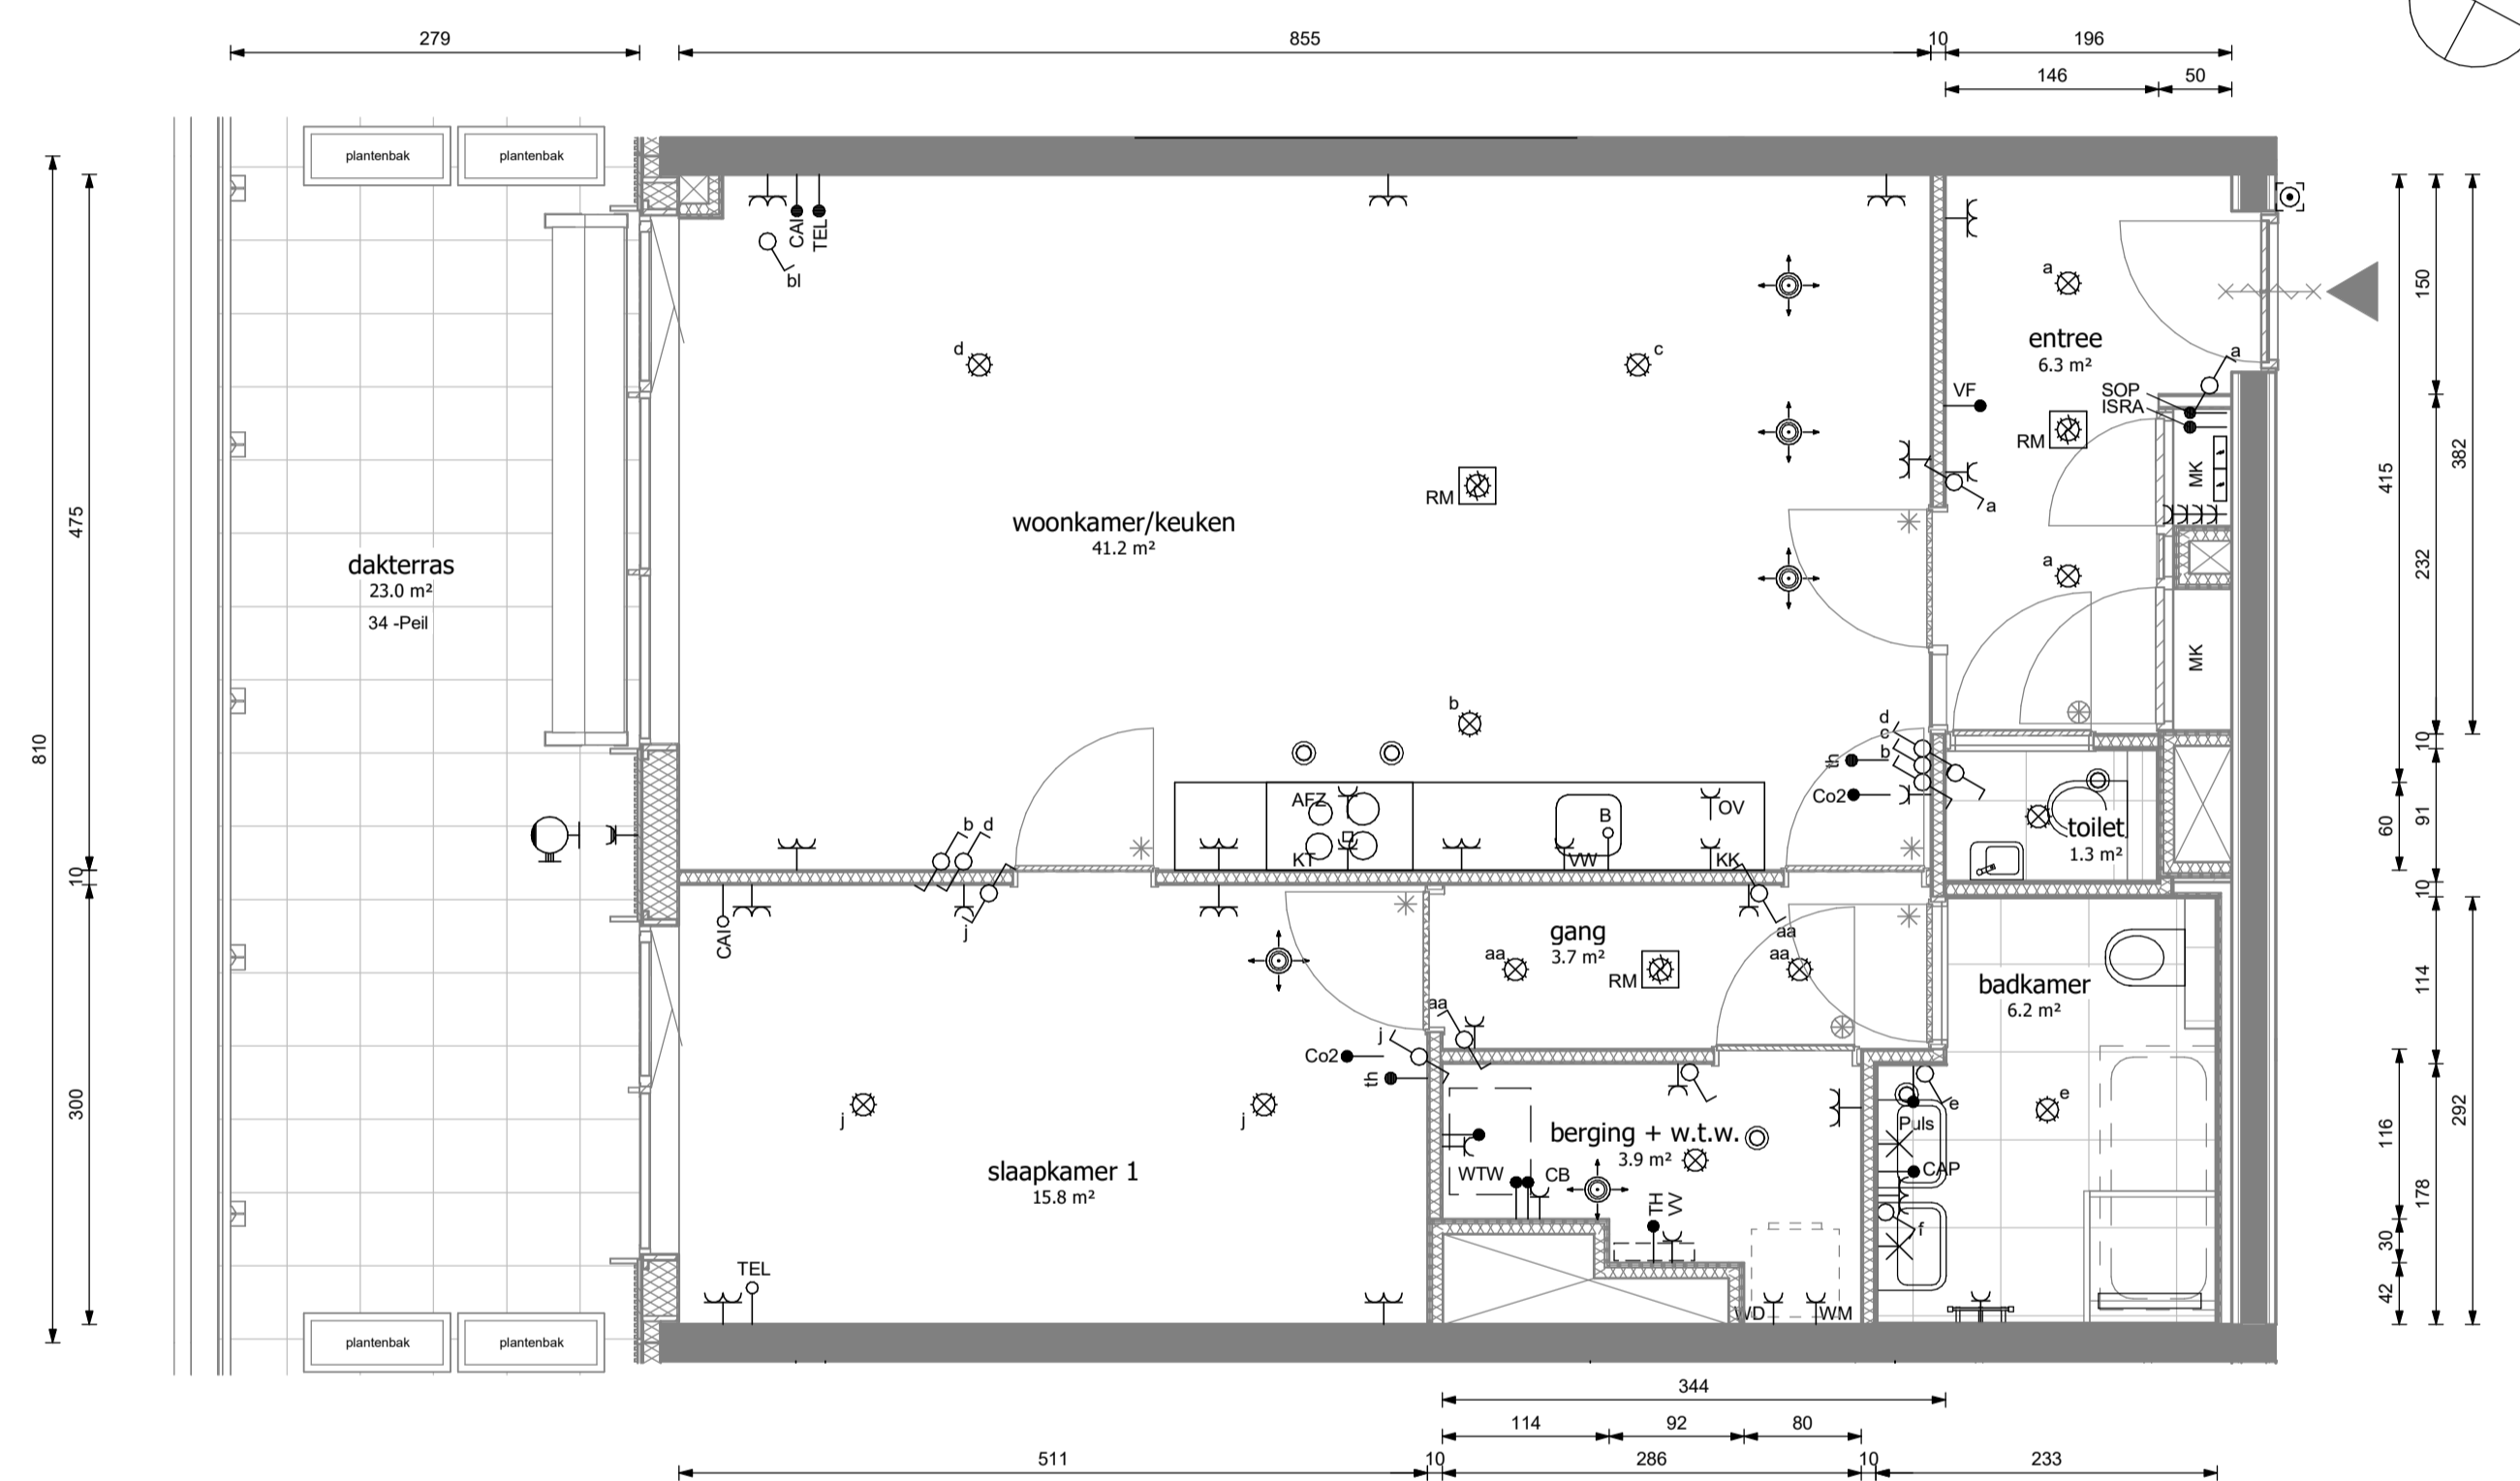 279
855
10
196
146
50
plantenbak
plantenbak
CAI
TEL
bl
a
d
c
entree
6.3 m²
a
VF
SOP
ISRA
RM
MK
RM
a
woonkamer/keuken
41.2 m²
dakterras
23.0 m²
34 -Peil
a
MK
b
d
c
b
th
Co2
AFZ
OV
B
KT
VW
KK
toilet
1.3 m²
b
d
j
CAI
gang
3.7 m²
aa
aa
aa
RM
badkamer
6.2 m²
aa
j
Co2
th
e
e
Puls
j
j
berging + w.t.w.
3.9 m²
WTW
CB
CAP
slaapkamer 1
15.8 m²
TH
VV
f
TEL
WD
WM
plantenbak
plantenbak
810
475
10
300
415
60
116
30
42
150
232
10
91
10
114
178
382
292
344
114
92
80
511
10
286
10
233